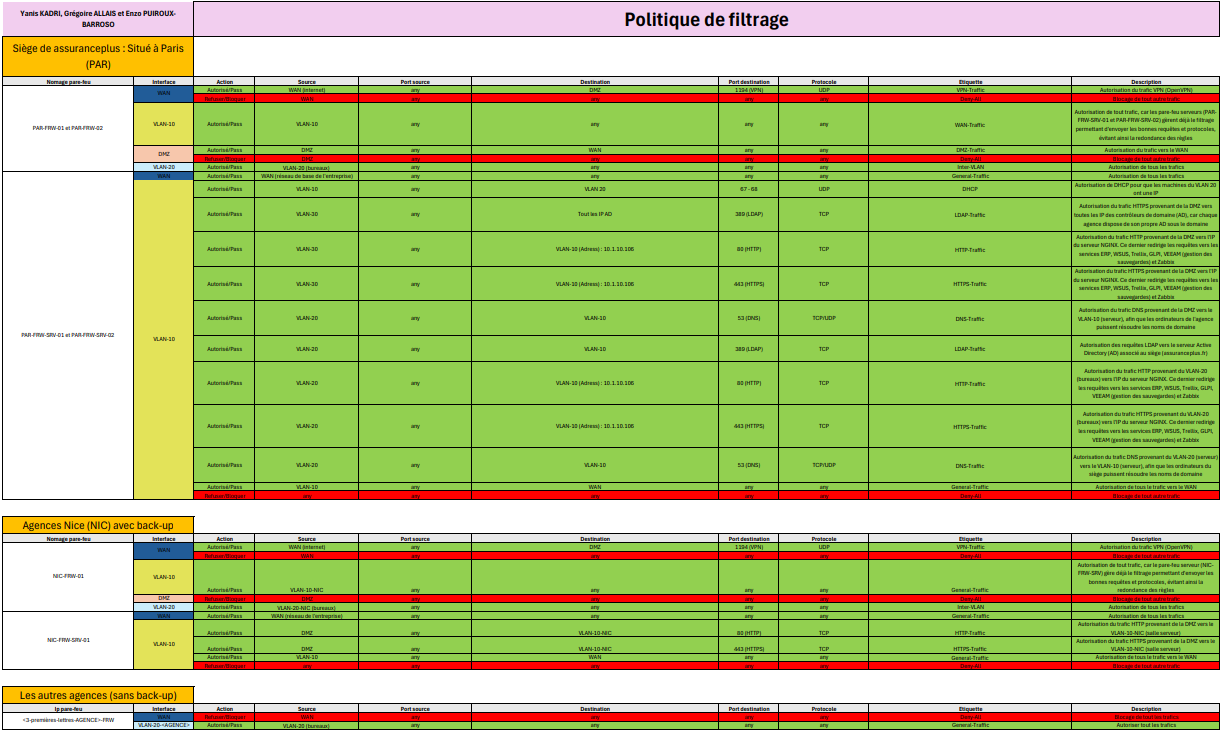 Yanis KADRI, Grégoire ALLAIS et Enzo PUIROUX-
BARROSO
Politique de filtrage
Siège de assuranceplus : Situé à Paris
(PAR)
Nomage pare-feu Interface Action Source Port source Destination Port destination Protocole Etiquette Description
PAR-FRW-01 et PAR-FRW-02
WAN
Autorisé/Pass WAN (internet) any DMZ 1194 (VPN) UDP VPN-Traffic Autorisation du trafic VPN (OpenVPN)
Refuser/Bloquer WAN any any any any Deny-All Blocage de tout autre trafic
VLAN-10
Autorisé/Pass VLAN-10 any any any any WAN-Traffic
Autorisation de tout trafic, car les pare-feu serveurs (PAR-
FRW-SRV-01 et PAR-FRW-SRV-02) gèrent déjà le filtrage
permettant d'envoyer les bonnes requêtes et protocoles,
évitant ainsi la redondance des règles
DMZ
Autorisé/Pass DMZ any WAN any any DMZ-Traffic Autorisation du trafic vers le WAN
Refuser/Bloquer DMZ any any any any Deny-All Blocage de tout autre trafic
VLAN-20
Autorisé/Pass VLAN-20 (bureaux) any any any any Inter-VLAN Autorisation de tous les trafics
PAR-FRW-SRV-01 et PAR-FRW-SRV-02
WAN
Autorisé/Pass WAN (réseau de base de l'entreprise) any any any any General-Traffic Autorisation de tous les trafics
VLAN-10
Autorisé/Pass VLAN-10 any VLAN 20 67 - 68 UDP DHCP
Autorisation de DHCP pour que les machines du VLAN 20
ont une IP
Autorisé/Pass VLAN-30 any Tout les IP AD 389 (LDAP) TCP LDAP-Traffic
Autorisation du trafic HTTPS provenant de la DMZ vers
toutes les IP des contrôleurs de domaine (AD), car chaque
agence dispose de son propre AD sous le domaine
Autorisé/Pass VLAN-30 any VLAN-10 (Adress) : 10.1.10.106 80 (HTTP) TCP HTTP-Traffic
Autorisation du trafic HTTP provenant de la DMZ vers l'IP
du serveur NGINX. Ce dernier redirige les requêtes vers les
services ERP, WSUS, Trellix, GLPI, VEEAM (gestion des
sauvegardes) et Zabbix
Autorisé/Pass VLAN-30 any VLAN-10 (Adress) : 10.1.10.106 443 (HTTPS) TCP HTTPS-Traffic
Autorisation du trafic HTTPS provenant de la DMZ vers l'IP
du serveur NGINX. Ce dernier redirige les requêtes vers les
services ERP, WSUS, Trellix, GLPI, VEEAM (gestion des
sauvegardes) et Zabbix
Autorisé/Pass VLAN-20 any VLAN-10 53 (DNS) TCP/UDP DNS-Traffic
Autorisation du trafic DNS provenant de la DMZ vers le
VLAN-10 (serveur), afin que les ordinateurs de l'agence
puissent résoudre les noms de domaine
Autorisé/Pass VLAN-20 any VLAN-10 389 (LDAP) TCP LDAP-Traffic
Autorisation des requêtes LDAP vers le serveur Active
Directory (AD) associé au siège (assuranceplus.fr)
Autorisé/Pass VLAN-20 any VLAN-10 (Adress) : 10.1.10.106 80 (HTTP) TCP HTTP-Traffic
Autorisation du trafic HTTP provenant du VLAN-20
(bureaux) vers l'IP du serveur NGINX. Ce dernier redirige
les requêtes vers les services ERP, WSUS, Trellix, GLPI,
VEEAM (gestion des sauvegardes) et Zabbix
Autorisé/Pass VLAN-20 any VLAN-10 (Adress) : 10.1.10.106 443 (HTTPS) TCP HTTPS-Traffic
Autorisation du trafic HTTPS provenant du VLAN-20
(bureaux) vers l'IP du serveur NGINX. Ce dernier redirige
les requêtes vers les services ERP, WSUS, Trellix, GLPI,
VEEAM (gestion des sauvegardes) et Zabbix
Autorisé/Pass VLAN-20 any VLAN-10 53 (DNS) TCP/UDP DNS-Traffic
Autorisation du trafic DNS provenant du VLAN-20 (serveur)
vers le VLAN-10 (serveur), afin que les ordinateurs du
siège puissent résoudre les noms de domaine
Autorisé/Pass VLAN-10 any WAN any any General-Traffic Autorisation de tous le trafic vers le WAN
Refuser/Bloquer any any any any any Deny-All Blocage de tout autre trafic
Agences Nice (NIC) avec back-up
Nomage pare-feu Interface Action Source Port source Destination Port destination Protocole Etiquette Description
NIC-FRW-01
WAN
Autorisé/Pass WAN (internet) any DMZ 1194 (VPN) UDP VPN-Traffic Autorisation du trafic VPN (OpenVPN)
Refuser/Bloquer WAN any any any any Deny-All Blocage de tout autre trafic
VLAN-10
Autorisé/Pass VLAN-10-NIC any any any any General-Traffic
Autorisation de tout trafic, car le pare-feu serveur (NIC-
FRW-SRV) gère déjà le filtrage permettant d'envoyer les
bonnes requêtes et protocoles, évitant ainsi la
redondance des règles
DMZ
Refuser/Bloquer DMZ any any any any Deny-All Blocage de tout autre trafic
VLAN-20
Autorisé/Pass VLAN-20-NIC (bureaux) any any any any Inter-VLAN Autorisation de tous les trafics
NIC-FRW-SRV-01
WAN
Autorisé/Pass WAN (réseau de l'entreprise) any any any any General-Traffic Autorisation de tous les trafics
VLAN-10
Autorisé/Pass DMZ any VLAN-10-NIC 80 (HTTP) TCP HTTP-Traffic
Autorisation du trafic HTTP provenant de la DMZ vers le
VLAN-10-NIC (salle serveur)
Autorisé/Pass DMZ any VLAN-10-NIC 443 (HTTPS) TCP HTTPS-Traffic
Autorisation du trafic HTTPS provenant de la DMZ vers le
VLAN-10-NIC (salle serveur)
Autorisé/Pass VLAN-10 any WAN any any General-Traffic Autorisation de tous le trafic vers le WAN
Refuser/Bloquer any any any any any Deny-All Blocage de tout autre trafic
Les autres agences (sans back-up)
Ip pare-feu Interface Action Source Port source Destination Port destination Protocole Etiquette Description
<3-premières-lettres-AGENCE>-FRW
WAN
Refuser/Bloquer WAN any any any any Deny-All Blocage de tout les trafics
VLAN-20-<AGENCE>
Autorisé/Pass VLAN-20 (bureaux) any any any any General-Traffic Autoriser tout les trafics